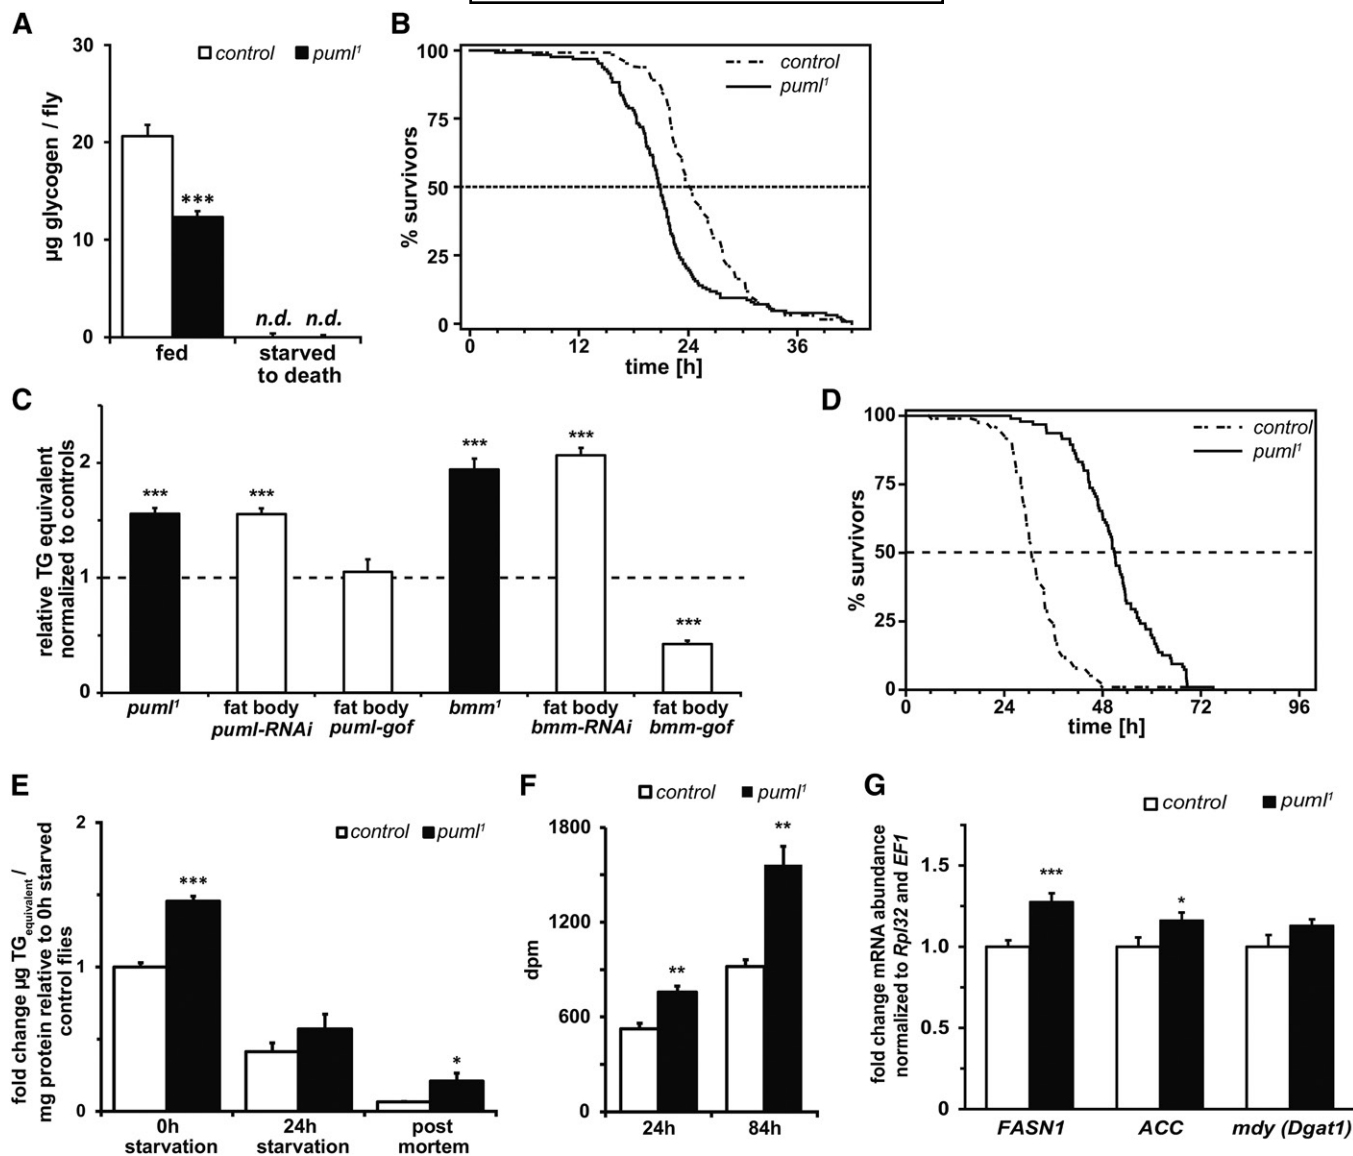 A
30
20
10
0
µg glycogen / fly
control
puml¹
***
n.d. n.d.
fed
starved
to death
B
100
75
50
25
0
% survivors
control
puml¹
0 12 24 36
time [h]
C
2
1
0
relative TG equivalent
normalized to controls
***
***
***
***
***
puml¹
fat body
puml-RNAi
fat body
puml-gof
bmm¹
fat body
bmm-RNAi
fat body
bmm-gof
D
100
75
50
25
0
% survivors
control
puml¹
0 24 48 72 96
time [h]
E
2
1
0
fold change µg TGequivalent/
mg protein relative to 0h starved
control flies
control
puml¹
***
*
0h
starvation
24h
starvation
post
mortem
F
control
puml¹
1800
1200
600
0
dpm
**
**
24h
84h
G
control
puml¹
1.5
1.0
0.5
0
fold change mRNA abundance
normalized to Rpl32 and EF1
***
*
FASN1
ACC
mdy (Dgat1)